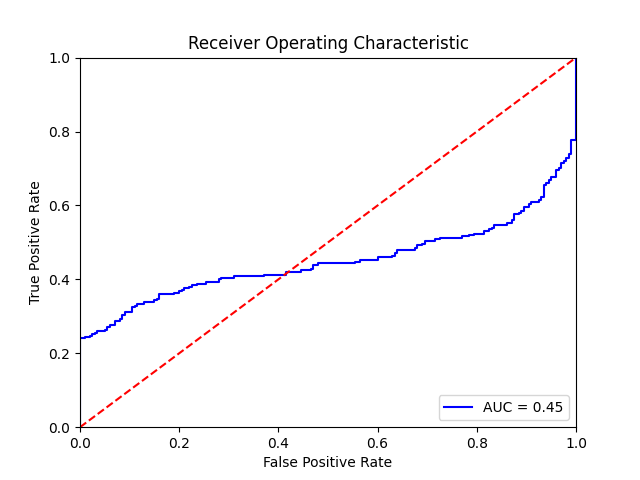 Receiver Operating Characteristic
True Positive Rate
1.0
0.8
0.6
0.4
0.2
0.0
AUC = 0.45
0.0 0.2 0.4 0.6 0.8 1.0
False Positive Rate